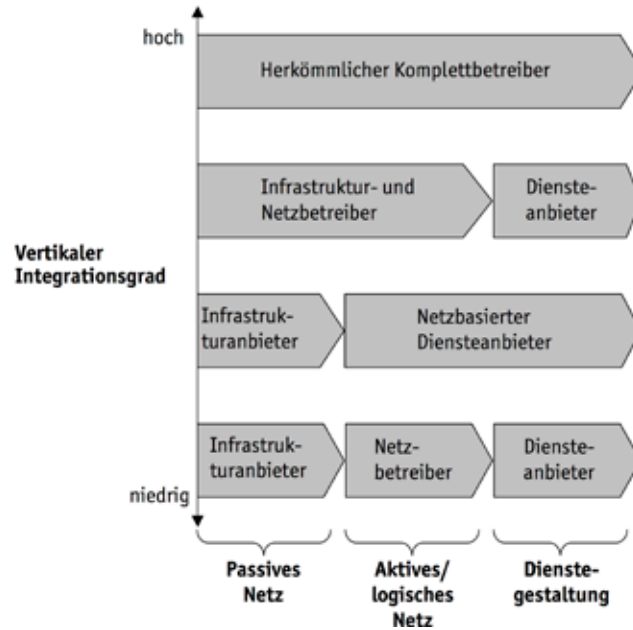 hoch
Herkömmlicher Komplettbetreiber
Infrastruktur- und
Netzbetreiber
Dienste-
anbieter
Vertikaler
Integrationsgrad
Infrastruk-
turanbieter
Netzbasierter
Diensteanbieter
Infrastruk-
turanbieter
Netz-
betreiber
Dienste-
anbieter
niedrig
Passives
Netz
Aktives/
logisches
Netz
Dienste-
gestaltung